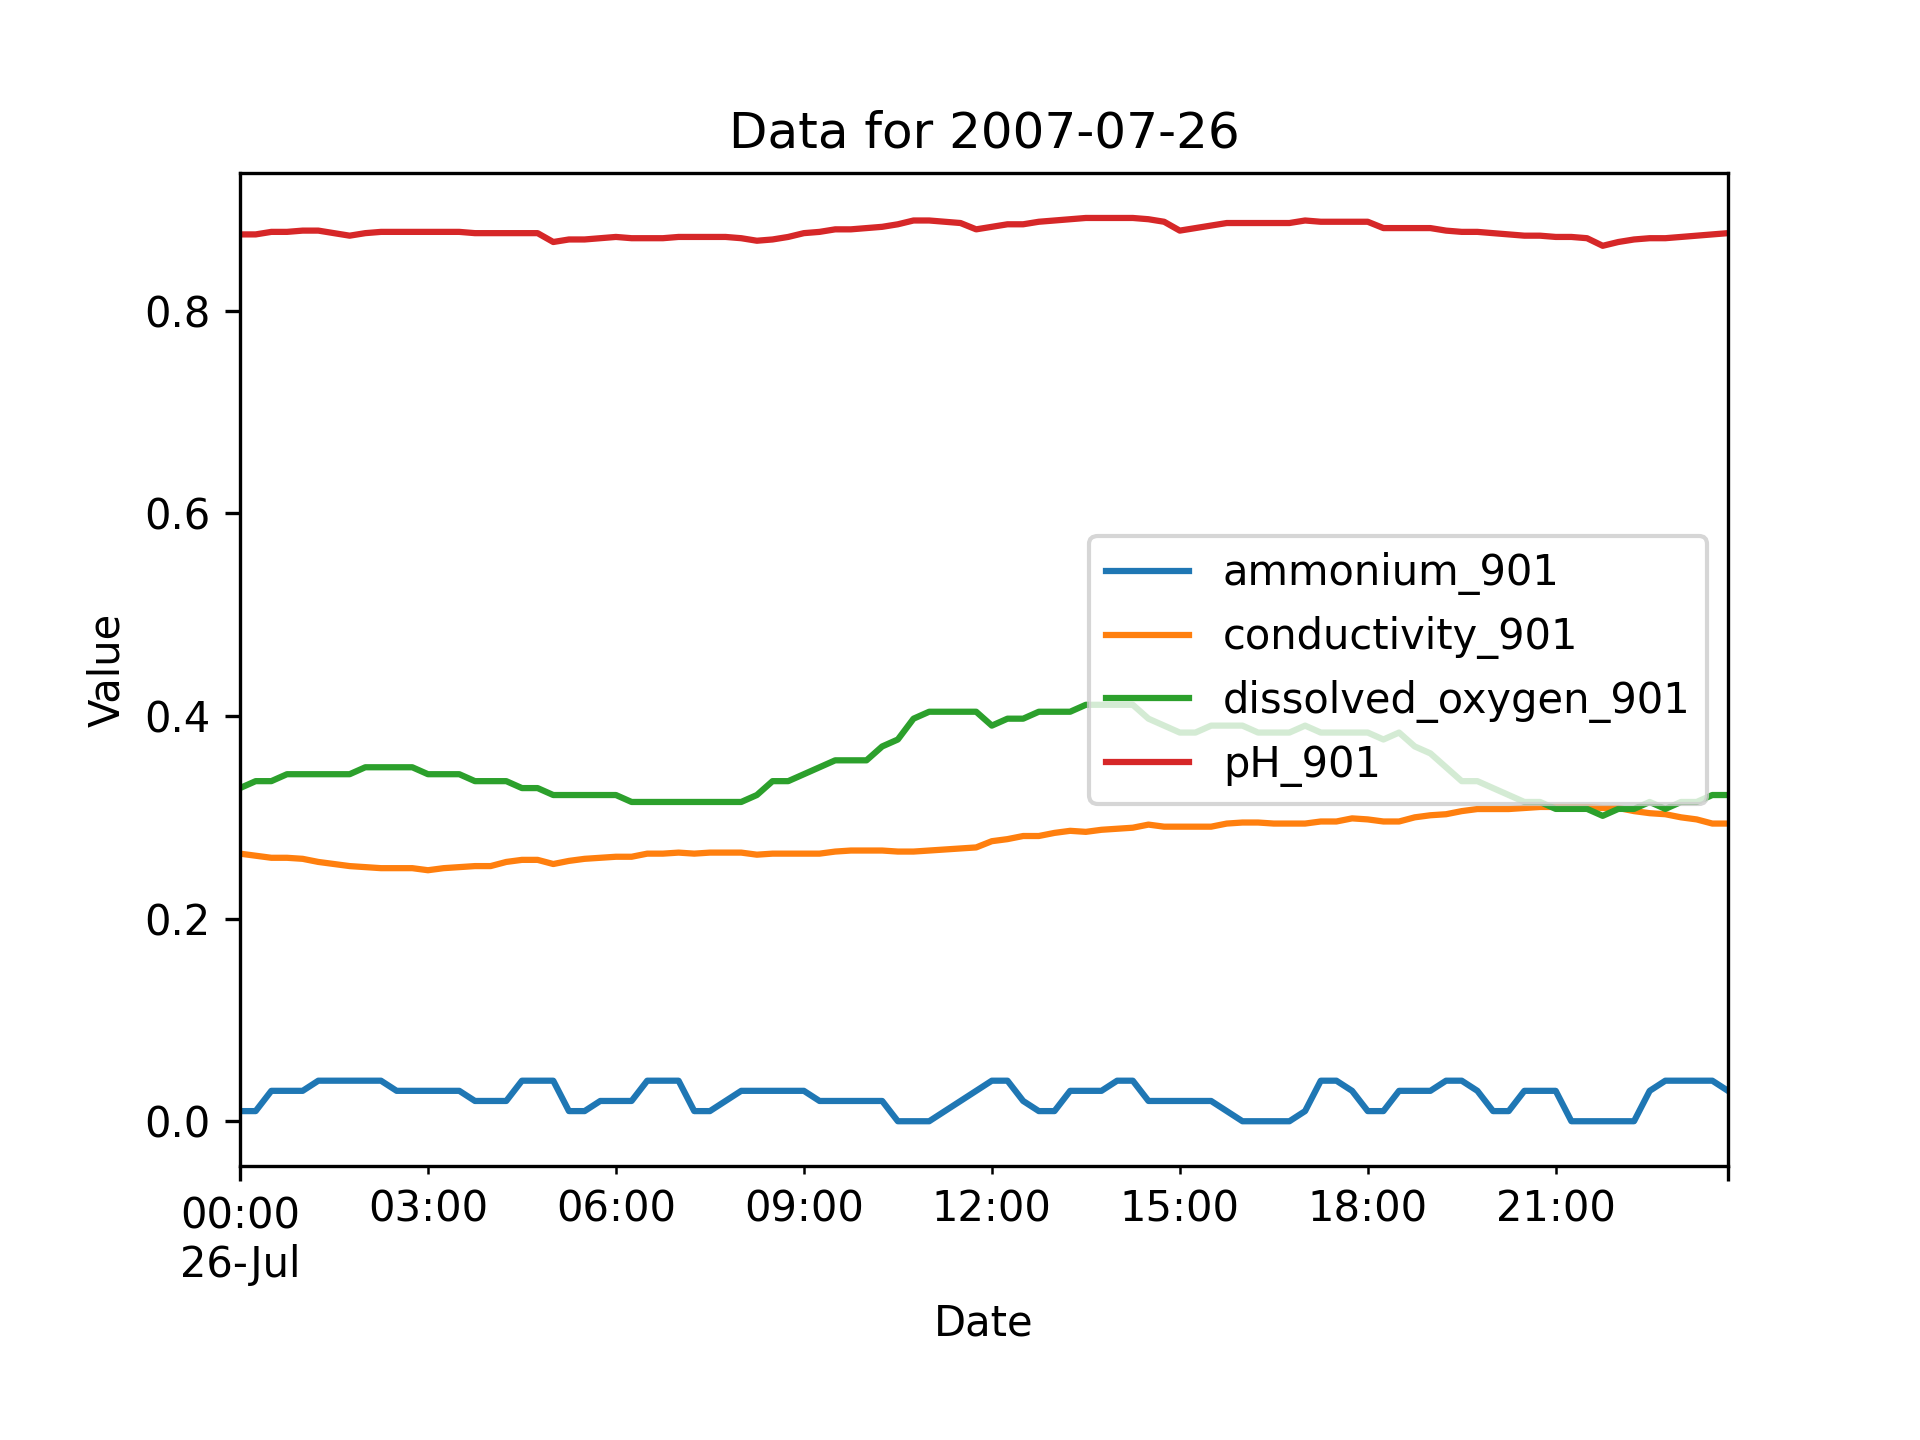 Data for 2007-07-26
Value
0.8
0.6
0.4
0.2
0.0
ammonium_901
conductivity_901
dissolved_oxygen_901
pH_901
00:00 03:00 06:00 09:00 12:00 15:00 18:00 21:00
26-Jul
Date